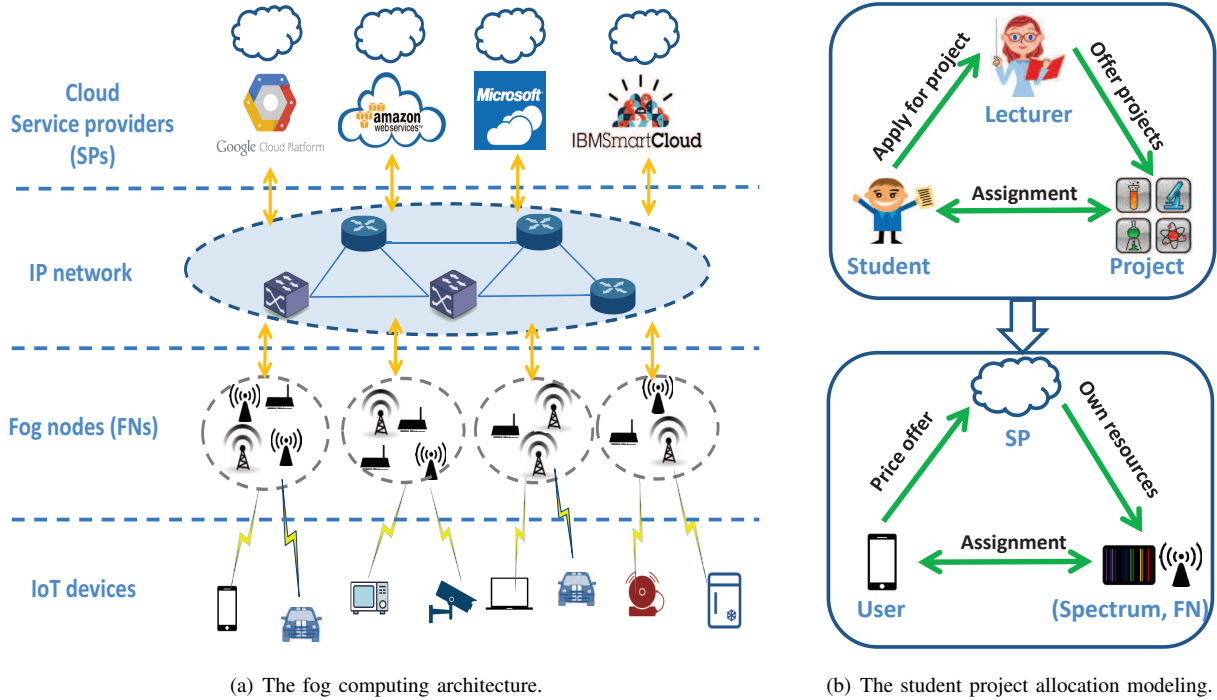 Cloud
Service providers
(SPs)
Google Cloud Platform
amazon
webservices™
Microsoft®
IBMSmartCloud
IP network
Fog nodes (FNs)
IoT devices
(a) The fog computing architecture.
Lecturer
Apply for project
Offer projects
Assignment
Student
Project
SP
Price offer
Own resources
Assignment
User
(Spectrum, FN)
(b) The student project allocation modeling.